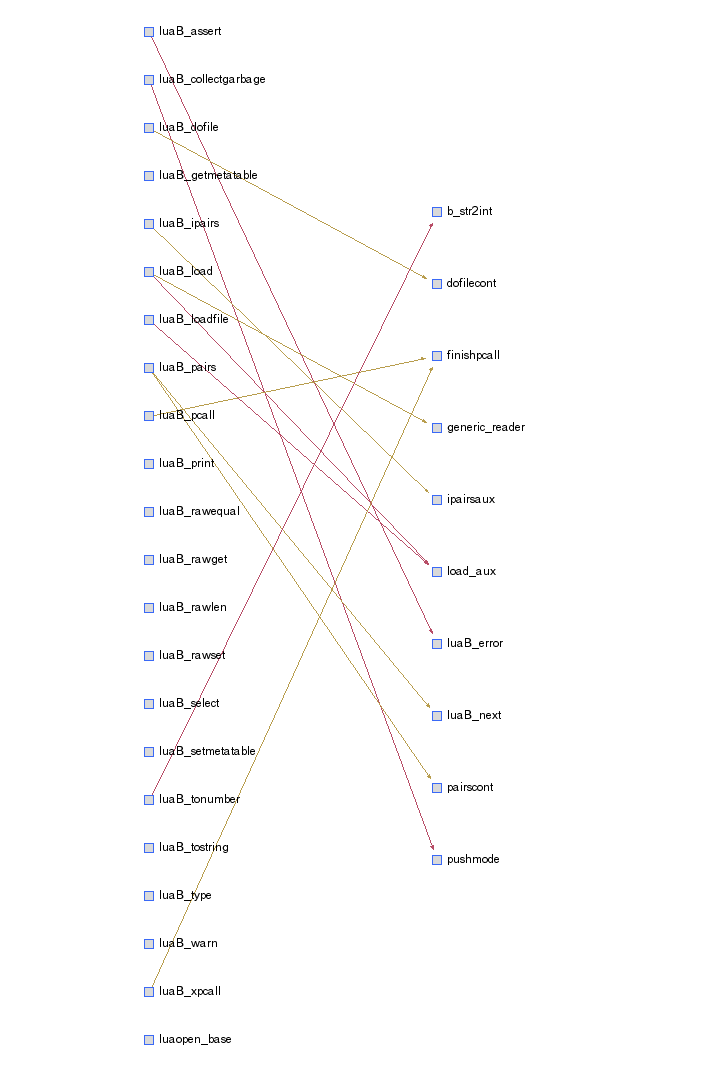 luaB_assert
luaB_collectgarbage
luaB_dofile
luaB_getmetatable
luaB_ipairs
luaB_load
luaB_loadfile
luaB_pairs
luaB_pcall
luaB_print
luaB_rawequal
luaB_rawget
luaB_rawlen
luaB_rawset
luaB_select
luaB_setmetatable
luaB_tonumber
luaB_tostring
luaB_type
luaB_warn
luaB_xpcall
luaopen_base
b_str2int
dofilecont
finishpcall
generic_reader
ipairsaux
load_aux
luaB_error
luaB_next
pairscont
pushmode